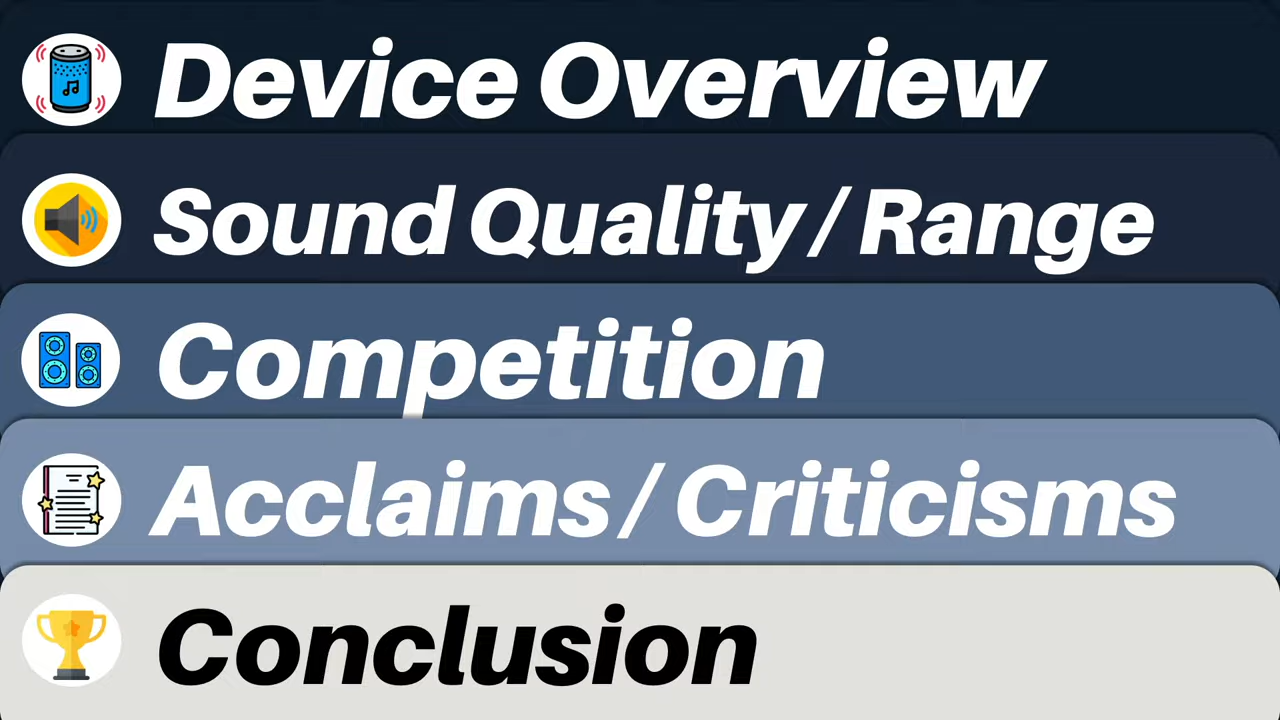 Device Overview
Sound Quality / Range
Competition
Acclaims / Criticisms
Conclusion